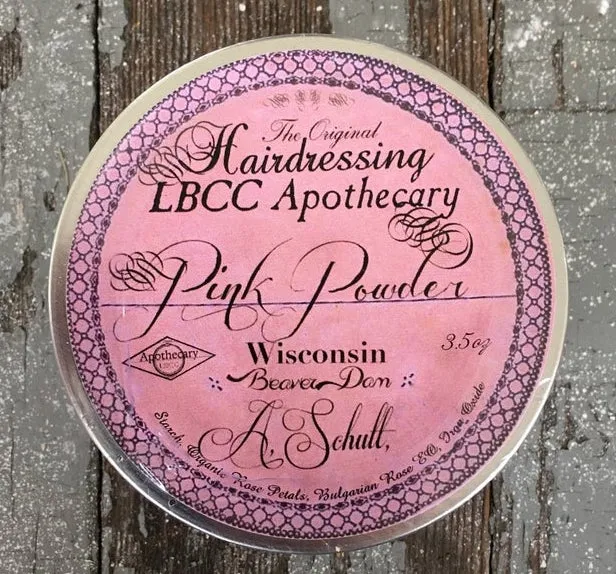 The Original
Hairdressing
LBCC Apothecary
Pink Powder
Apothecary
LBCC
Wisconsin
3.5oz
Beaver Dam
A, Schult,
Starch, Organic Rose Petals, Bulgarian Rose EO, Iron Oxide